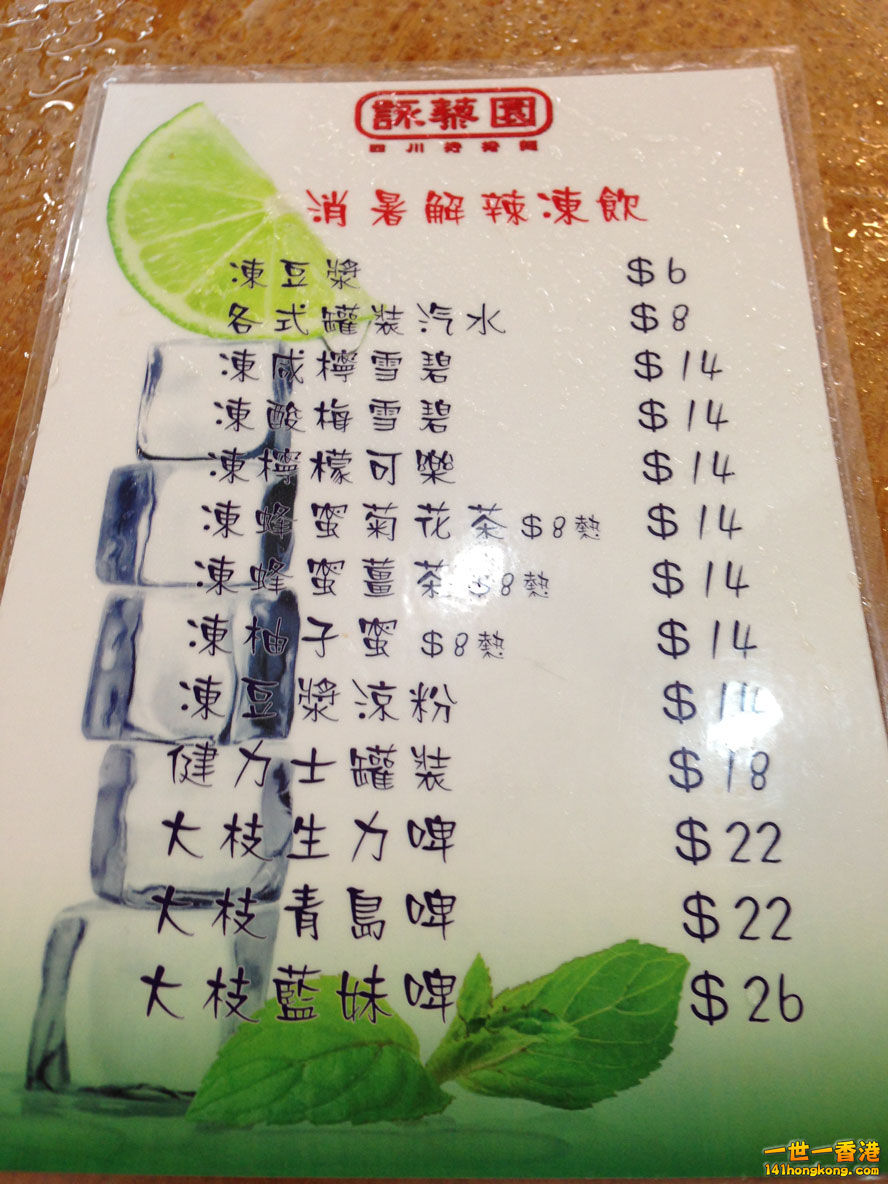 詠藜園
四川担担麵
消暑解辣凍飲
凍豆漿 $6
各式罐裝汽水 $8
凍咸檸雪碧 $14
凍酸梅雪碧 $14
凍檸檬可樂 $14
凍蜂蜜菊花茶 $8熱 $14
凍蜂蜜薑茶 $8熱 $14
凍柚子蜜 $8熱 $14
凍豆漿涼粉 $14
健力士罐裝 $18
大枝生力啤 $22
大枝青島啤 $22
大枝藍妹啤 $26
一世一香港
141hongkong.com